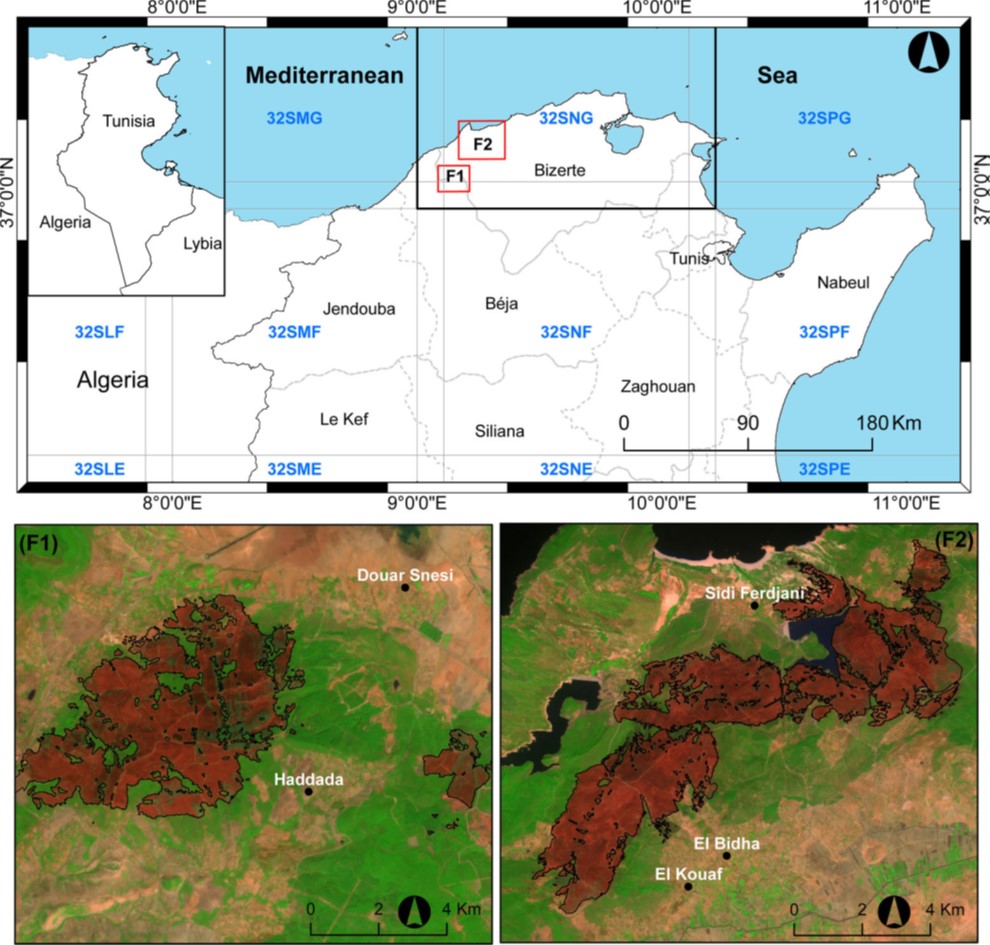 8°0'0"E 9°0'0"E 10°0'0"E 11°0'0"E
Mediterranean Sea
32SMG 32SNG 32SPG
Tunisia
F2
F1
Bizerte
37°0'0"N 37°0'0"N
Algeria
Lybia
Tunis
Nabeul
Jendouba Béja
32SLF 32SMF 32SNF 32SPF
Algeria
Zaghouan
Le Kef
Siliana
0 90 180 Km
32SLE 32SME 32SNE 32SPE
8°0'0"E 9°0'0"E 10°0'0"E 11°0'0"E
(F1)
Douar Snesi
Haddada
0 2 4 Km
(F2)
Sidi Ferdjani
El Bidha
El Kouaf
0 2 4 Km